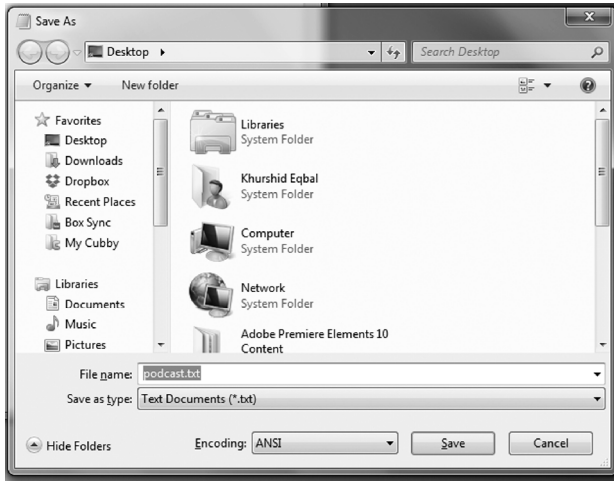 Save As
Desktop
Search Desktop
Organize
New folder
Favorites
Desktop
Downloads
Dropbox
Recent Places
Box Sync
My Cubby
Libraries
Documents
Music
Pictures
Libraries
System Folder
Khurshid Eqbal
System Folder
Computer
System Folder
Network
System Folder
Adobe Premiere Elements 10
Content
File name: podcast.txt
Save as type: Text Documents (*.txt)
Hide Folders
Encoding: ANSI
Save
Cancel